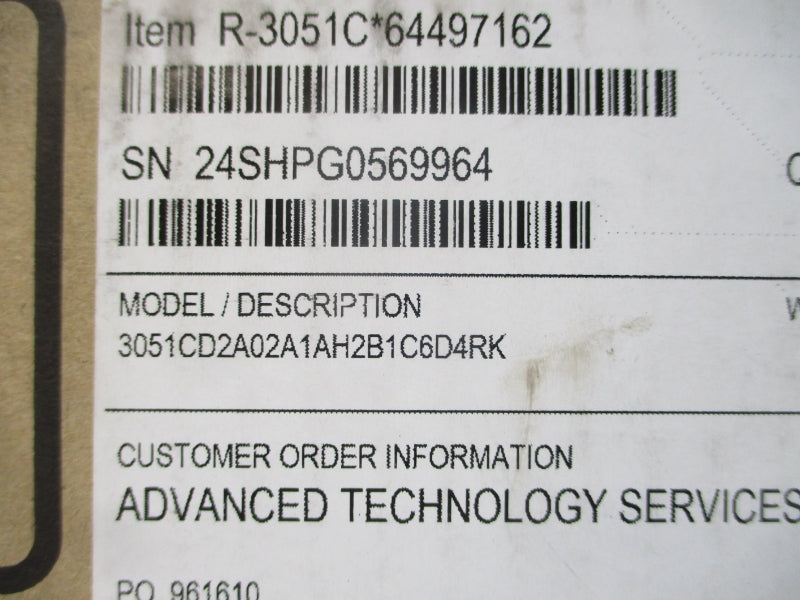 Item R-3051C*64497162
SN 24SHPG0569964
MODEL / DESCRIPTION
3051CD2A02A1AH2B1C6D4RK
CUSTOMER ORDER INFORMATION
ADVANCED TECHNOLOGY SERVICES
PO 961610